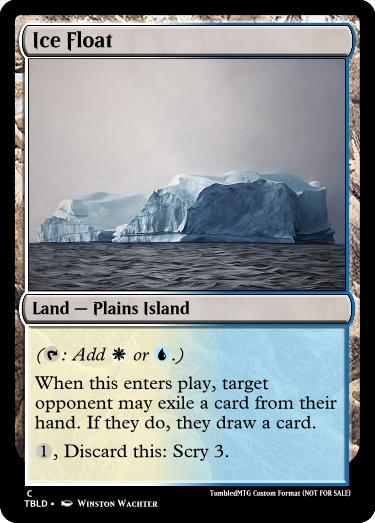 Ice Float
Land — Plains Island
(T: Add W or U.)
When this enters play, target
opponent may exile a card from their
hand. If they do, they draw a card.
1, Discard this: Scry 3.
C
TBLD • Winston Wachter
TumbledMTG Custom Format (NOT FOR SALE)